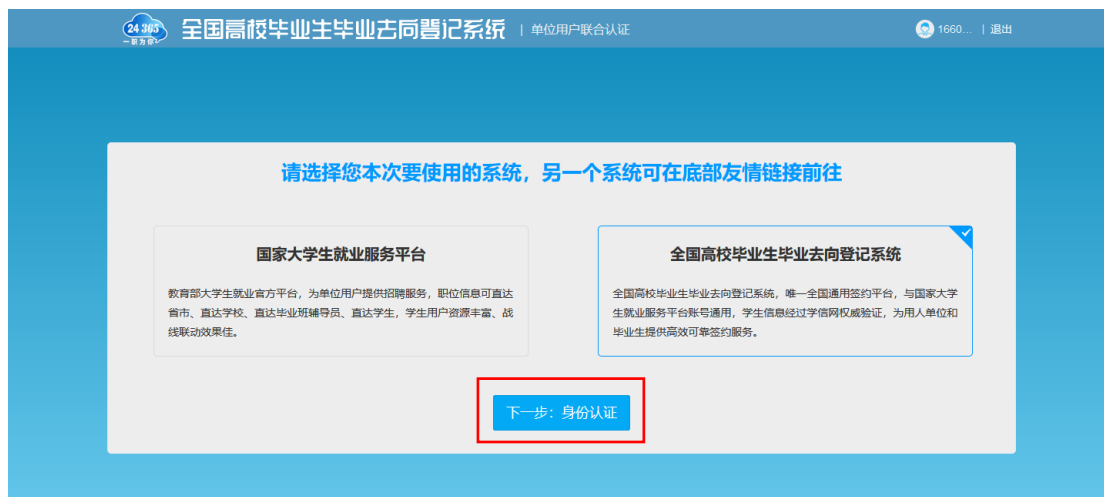 24365
一职为你
全国高校毕业生毕业去向登记系统 | 单位用户联合认证
1660... | 退出
请选择您本次要使用的系统，另一个系统可在底部友情链接前往
国家大学生就业服务平台
教育部大学生就业官方平台，为单位用户提供招聘服务，职位信息可直达
省市、直达学校、直达毕业班辅导员、直达学生，学生用户资源丰富、战
线联动效果佳。
全国高校毕业生毕业去向登记系统
全国高校毕业生毕业去向登记系统，唯一全国通用签约平台，与国家大学
生就业服务平台账号通用，学生信息经过学信网权威验证，为用人单位和
毕业生提供高效可靠签约服务。
下一步：身份认证